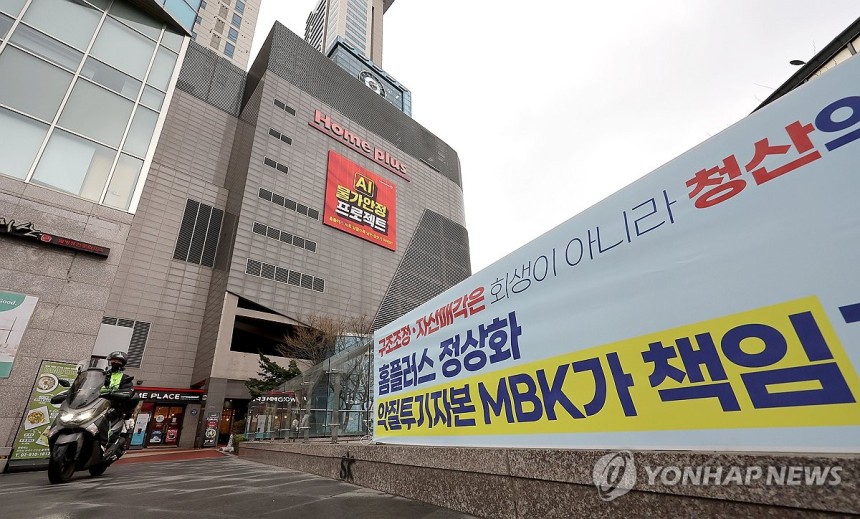 Home plus
AI
물가안정
프로젝트
구조조정·자산매각은 회생이 아니라 청산의
홈플러스 정상화
악질투기자본 MBK가 책임
ME PLACE
YONHAP NEWS